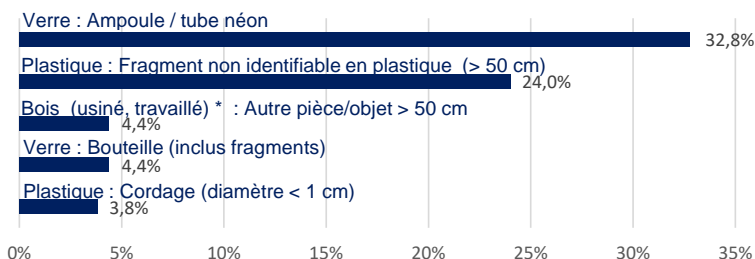 Verre : Ampoule / tube néon
32,8%
Plastique : Fragment non identifiable en plastique (> 50 cm)
24,0%
Bois (usiné, travaillé) * : Autre pièce/objet > 50 cm
4,4%
Verre : Bouteille (inclus fragments)
4,4%
Plastique : Cordage (diamètre < 1 cm)
3,8%
0% 5% 10% 15% 20% 25% 30% 35%